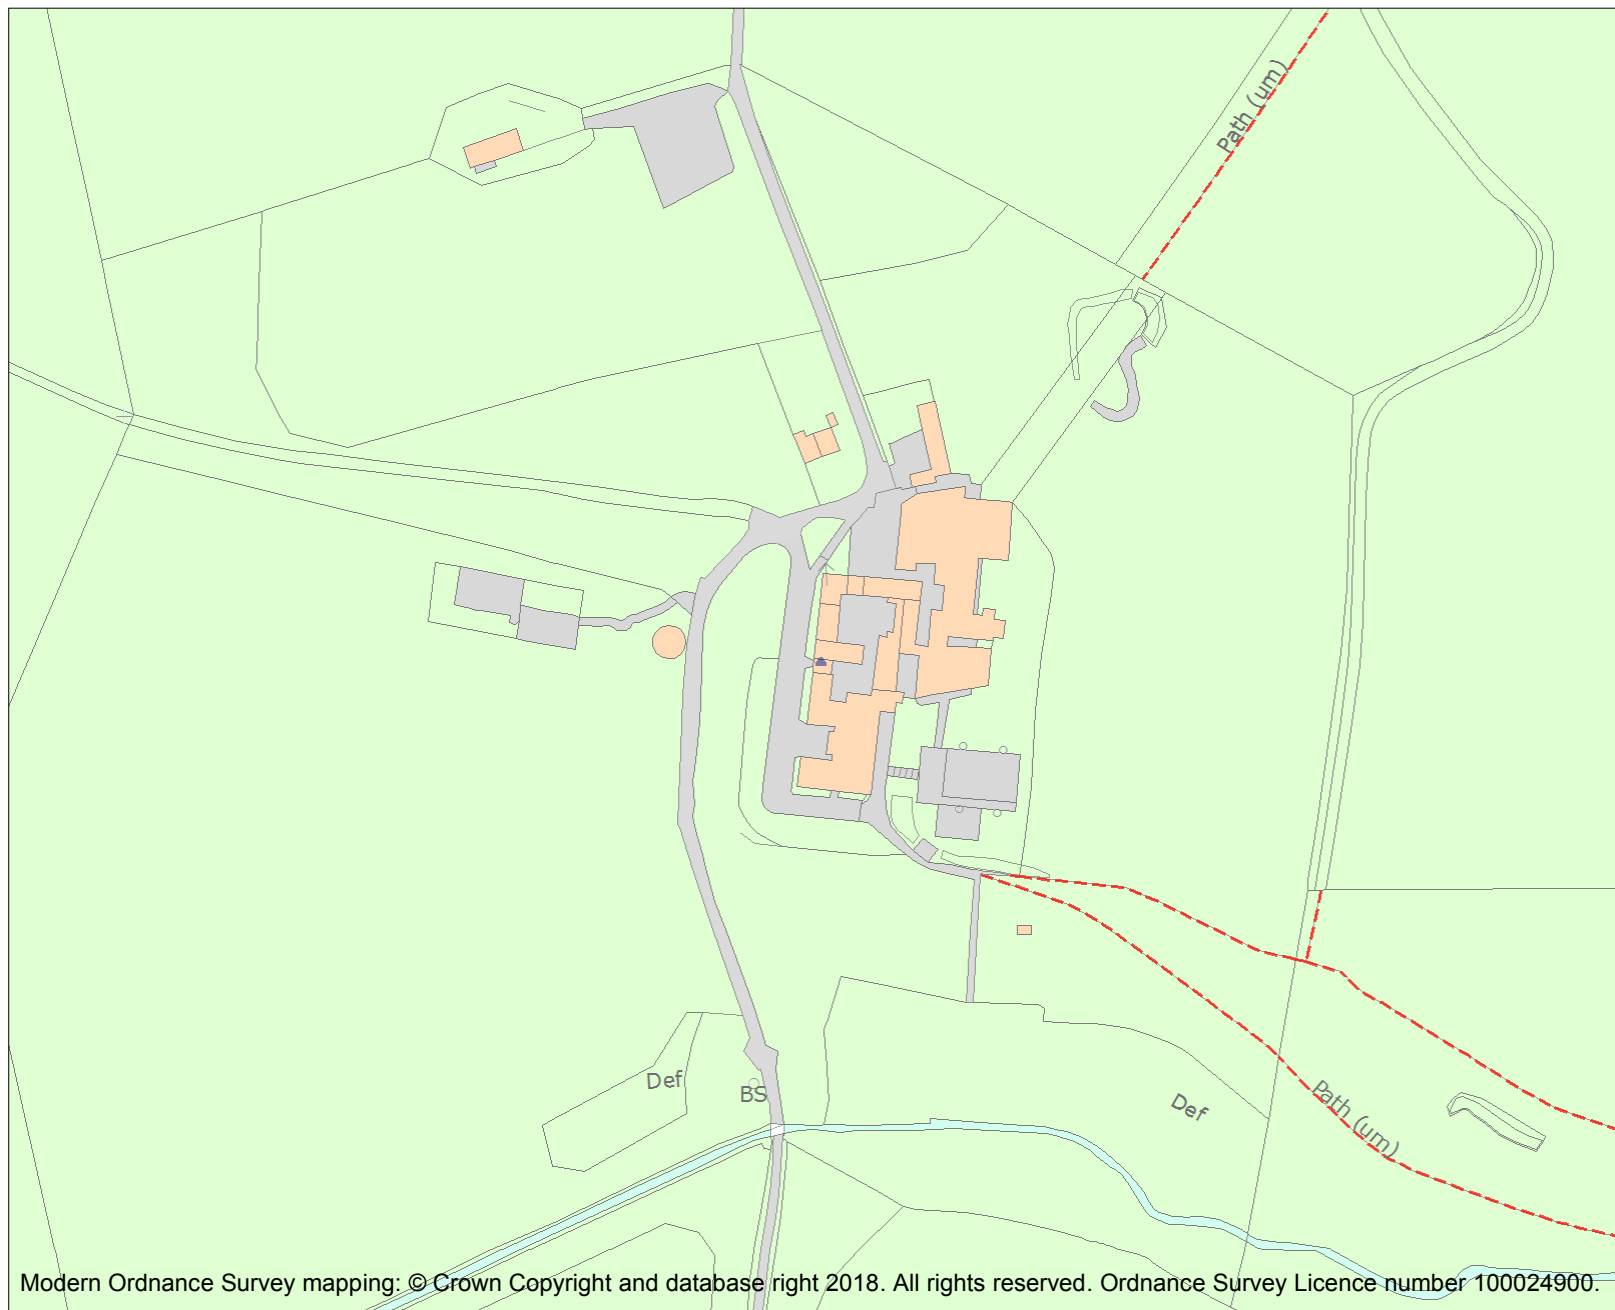 Path (um)
Def
BS
Def
Path (um)
Modern Ordnance Survey mapping: © Crown Copyright and database right 2018. All rights reserved. Ordnance Survey Licence number 100024900.